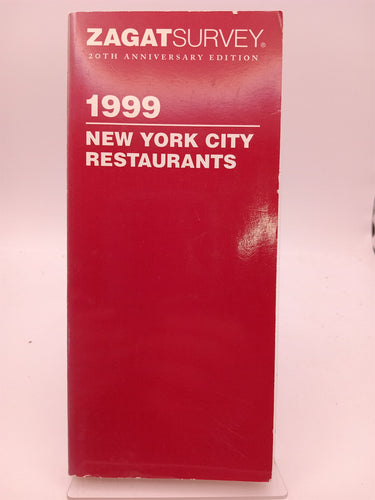 ZAGATSURVEY®
20TH ANNIVERSARY EDITION
1999
NEW YORK CITY
RESTAURANTS